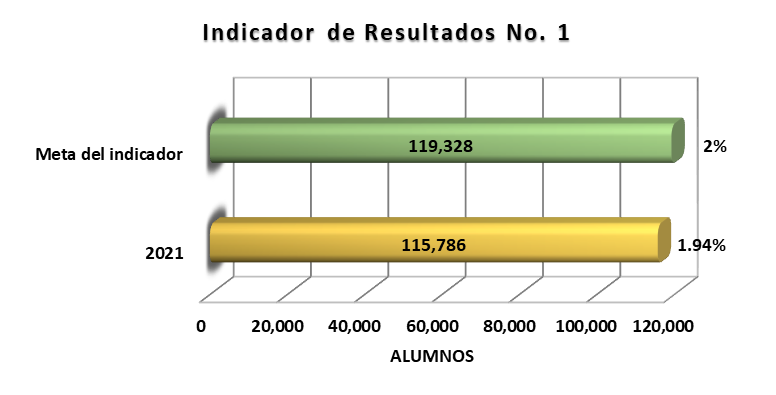 Indicador de Resultados No. 1
Meta del indicador
119,328
2%
2021
115,786
1.94%
0 20,000 40,000 60,000 80,000 100,000 120,000
ALUMNOS